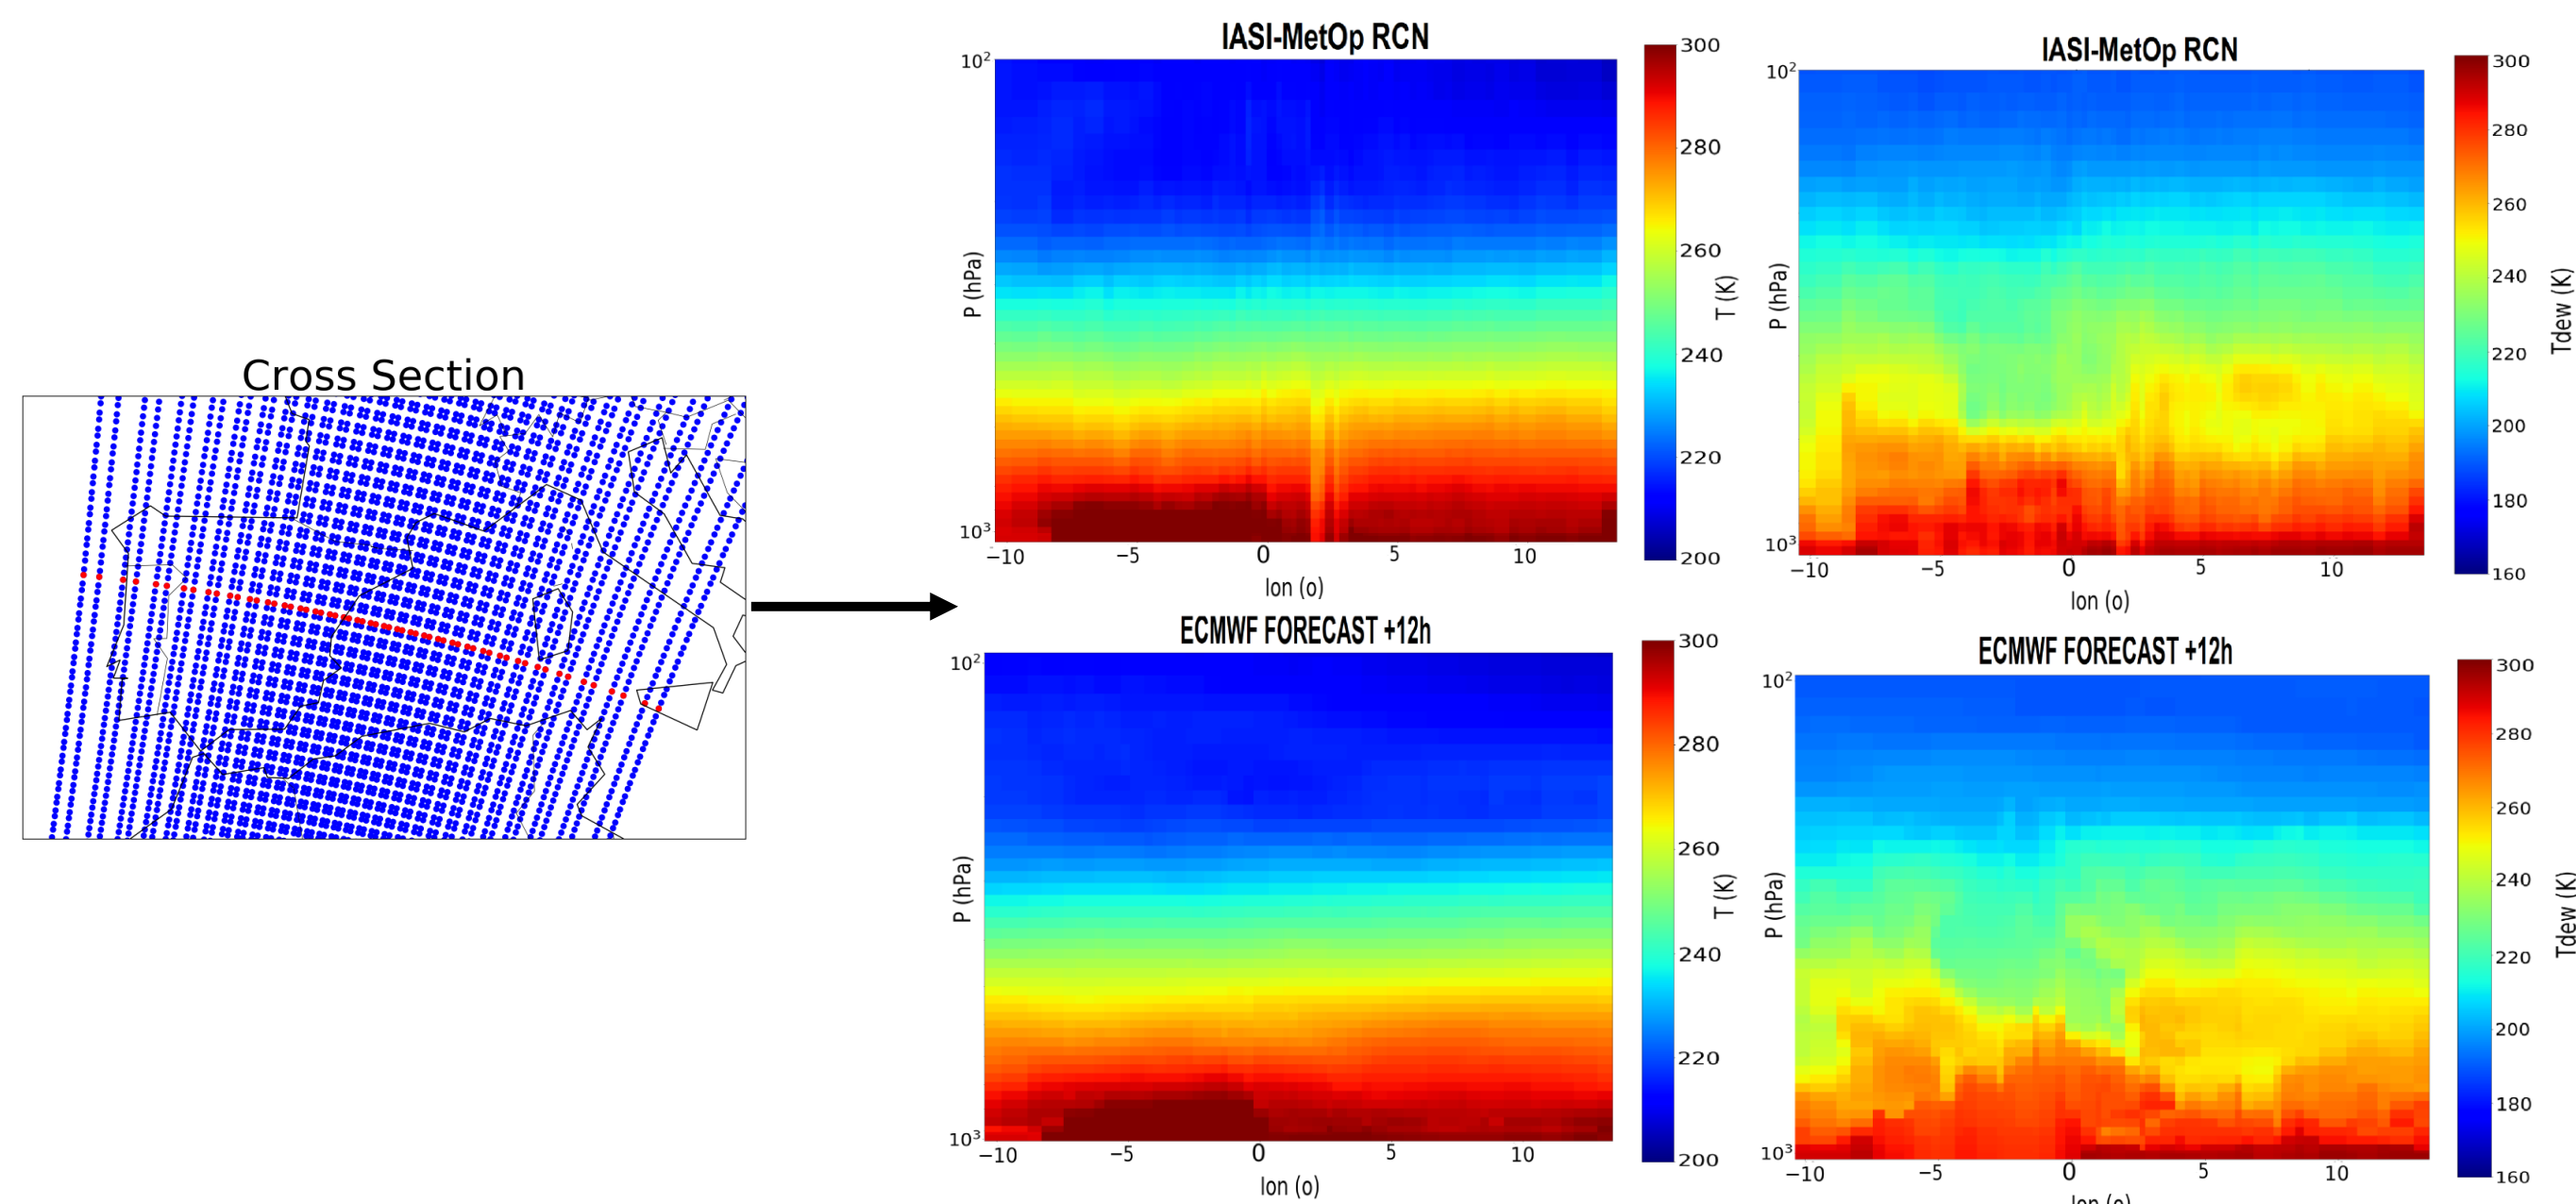 Cross Section
IASI-MetOp RCN
10²
10³
P (hPa)
−10 −5 0 5 10
lon (o)
300
280
260
240
220
200
T (K)
IASI-MetOp RCN
10²
10³
P (hPa)
−10 −5 0 5 10
lon (o)
300
280
260
240
220
200
180
160
Tdew (K)
ECMWF FORECAST +12h
10²
10³
P (hPa)
−10 −5 0 5 10
lon (o)
300
280
260
240
220
200
T (K)
ECMWF FORECAST +12h
10²
10³
P (hPa)
−10 −5 0 5 10
lon (o)
300
280
260
240
220
200
180
160
Tdew (K)